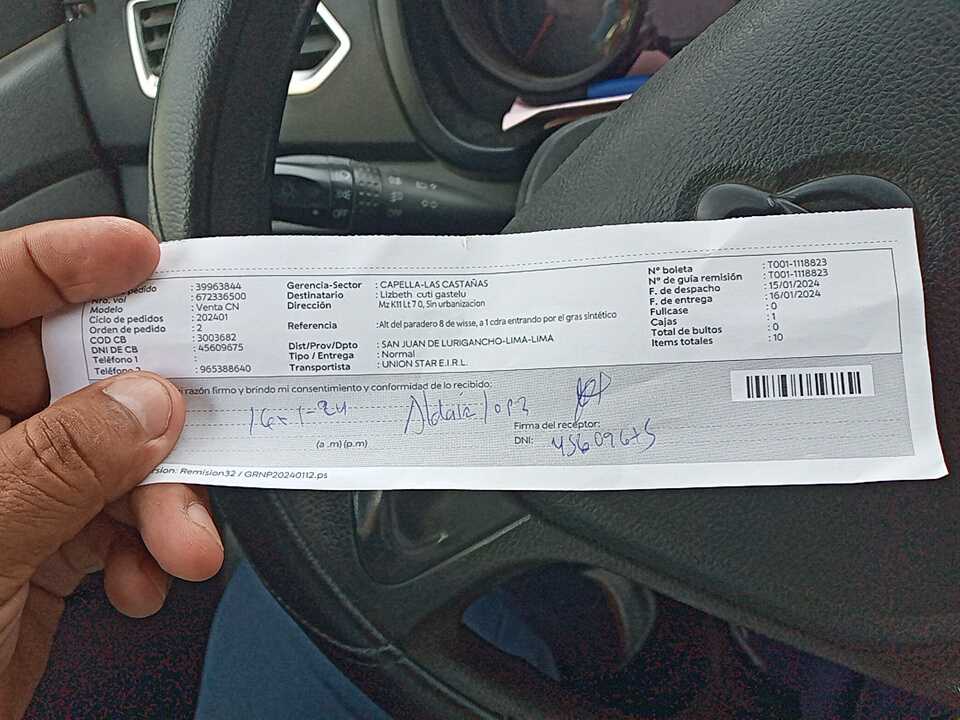 pedido : 39963844
Nro. val : 672336500
Modelo : Venta CN
Ciclo de pedidos : 202401
Orden de pedido : 2
COD CB : 3003682
DNI DE CB : 45609675
Teléfono 1 :
Teléfono 2 : 965388640
Gerencia-Sector : CAPELLA-LAS CASTAÑAS
Destinatario : Lizbeth cuti gastelu
Dirección Mz K11 Lt 7 0, Sin urbanizacion
Referencia : Alt del paradero 8 de wisse, a 1 cdra entrando por el gras sintético
Dist/Prov/Dpto : SAN JUAN DE LURIGANCHO-LIMA-LIMA
Tipo / Entrega : Normal
Transportista : UNION STAR E.I.R.L.
N° boleta : T001-1118823
N° de guía remisión : T001-1118823
F. de despacho : 15/01/2024
F. de entrega : 16/01/2024
Fullcase : 0
Cajas : 1
Total de bultos : 0
Items totales : 10
razón firmo y brindo mi consentimiento y conformidad de lo recibido:
16-1-24 Aldair lopz
(a .m) (p.m)
Firma del receptor:
DNI: 45609675
ersion: Remision32 / GRNP20240112.ps
OFF